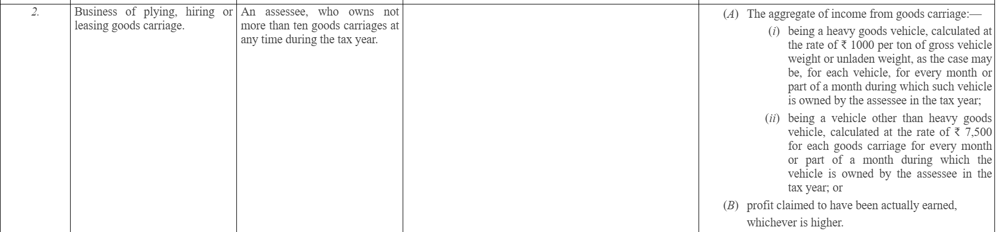 2.
Business of plying, hiring or
leasing goods carriage.
An assessee, who owns not
more than ten goods carriages at
any time during the tax year.
(A) The aggregate of income from goods carriage:—
(i) being a heavy goods vehicle, calculated at
the rate of ₹ 1000 per ton of gross vehicle
weight or unladen weight, as the case may
be, for each vehicle, for every month or
part of a month during which such vehicle
is owned by the assessee in the tax year;
(ii) being a vehicle other than heavy goods
vehicle, calculated at the rate of ₹ 7,500
for each goods carriage for every month
or part of a month during which the
vehicle is owned by the assessee in the
tax year; or
(B) profit claimed to have been actually earned,
whichever is higher.